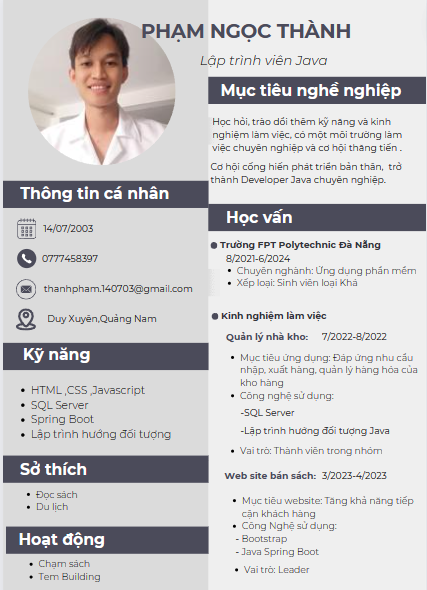 PHẠM NGỌC THÀNH
Lập trình viên Java
Thông tin cá nhân
14/07/2003
0777458397
thanhpham.140703@gmail.com
Duy Xuyên,Quảng Nam
Kỹ năng
HTML ,CSS ,Javascript
SQL Server
Spring Boot
Lập trình hướng đối tượng
Sở thích
Đọc sách
Du lịch
Hoạt động
Chạm sách
Tem Building
Mục tiêu nghề nghiệp
Học hỏi, trào dổi thêm kỹ năng và kinh
nghiệm làm việc, có một môi trường làm
việc chuyên nghiệp và cơ hội thăng tiến .
Cơ hội cống hiến phát triển bản thân, trở
thành Developer Java chuyên nghiệp.
Học vấn
Trường FPT Polytechnic Đà Nẵng
8/2021-6/2024
Chuyên nghành: Ứng dụng phần mềm
Xếp loại: Sinh viên loại Khá
Kinh nghiệm làm việc
Quản lý nhà kho: 7/2022-8/2022
Mục tiêu ứng dụng: Đáp ứng nhu cầu
nhập, xuất hàng, quản lý hàng hóa của
kho hàng
Công nghệ sử dụng:
-SQL Server
-Lập trình hướng đối tượng Java
Vai trò: Thành viên trong nhóm
Web site bán sách: 3/2023-4/2023
Mục tiêu website: Tăng khả năng tiếp
cận khách hàng
Công Nghệ sử dụng:
- Bootstrap
- Java Spring Boot
Vai trò: Leader